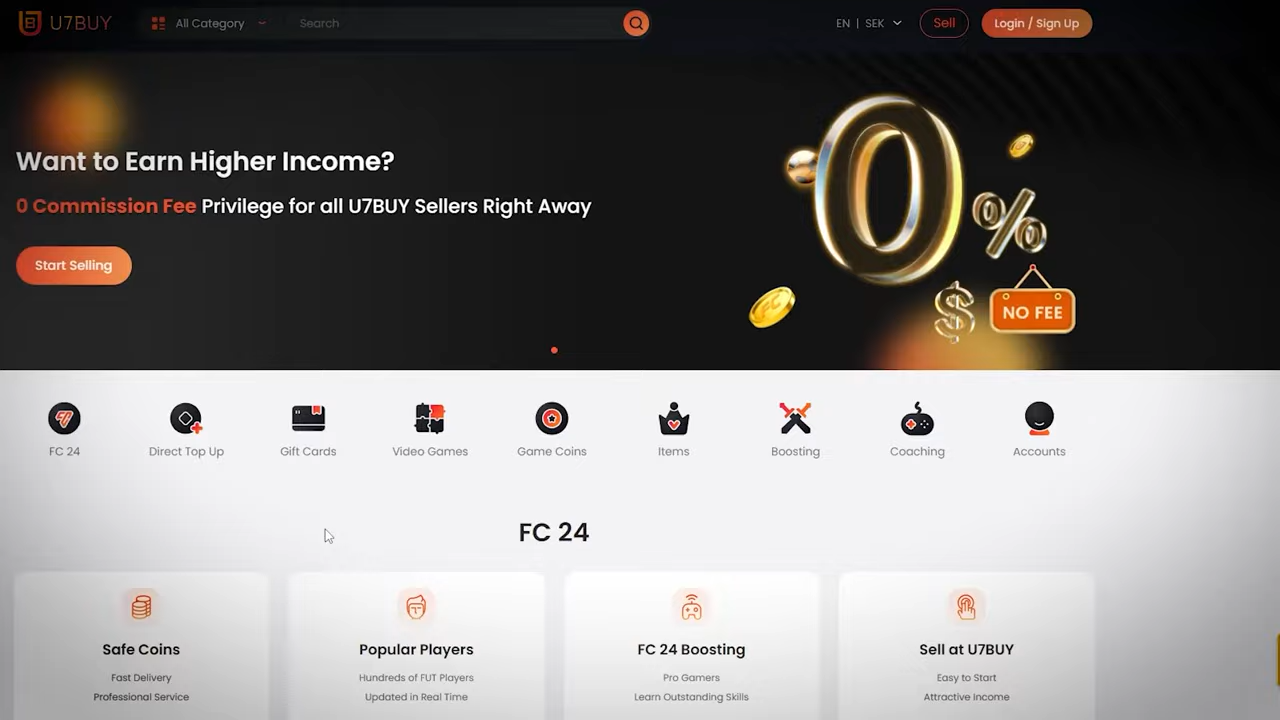 U7BUY
All Category
Search
EN | SEK
Sell
Login / Sign Up
Want to Earn Higher Income?
0 Commission Fee Privilege for all U7BUY Sellers Right Away
Start Selling
0%
$
NO FEE
FC
FC 24
Direct Top Up
Gift Cards
Video Games
Game Coins
Items
Boosting
Coaching
Accounts
FC 24
Safe Coins
Fast Delivery
Professional Service
Popular Players
Hundreds of FUT Players
Updated in Real Time
FC 24 Boosting
Pro Gamers
Learn Outstanding Skills
Sell at U7BUY
Easy to Start
Attractive Income